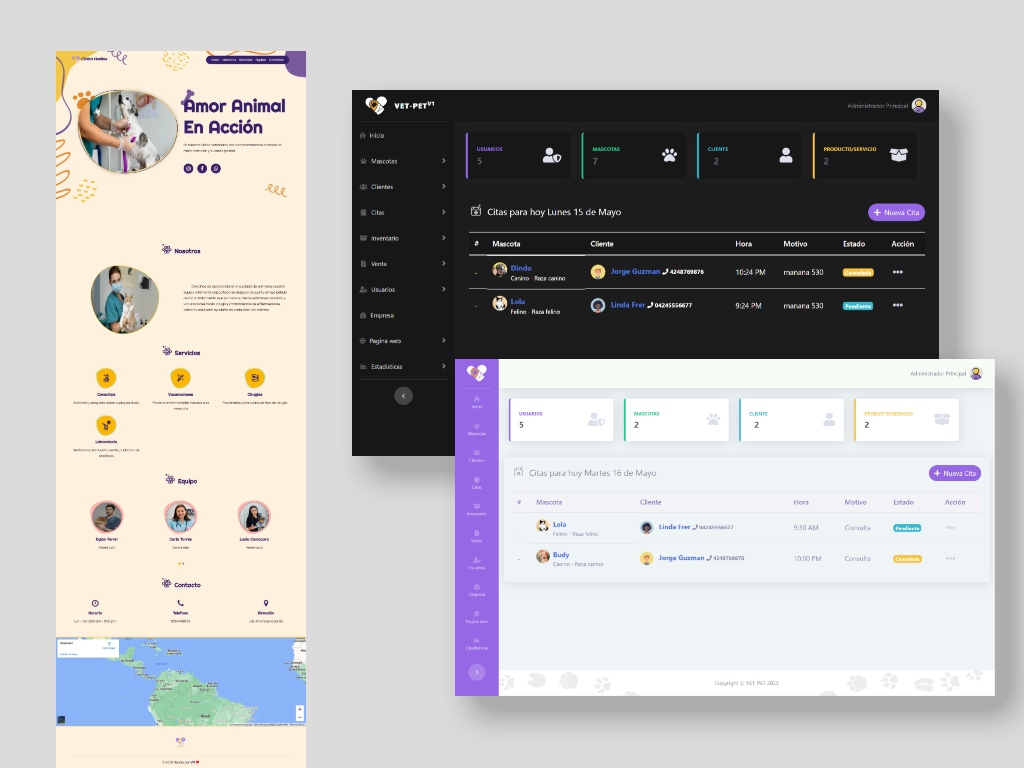 Clínica Medina
Inicio Nosotros Servicios Equipo Contacto
Amor Animal
En Acción
Nosotros
Servicios
Consultas
Vacunaciones
Cirugías
Laboratorio
Equipo
Dylan Ferrer
Veterinario
Carla Torres
Veterinaria
Lucía Canacaro
Contacto
Horario
Teléfono
Dirección
Venezuela
Brasil
VET-PET V1
Administrador Principal
Inicio
Mascotas
Clientes
Citas
Inventario
Venta
Usuarios
Empresa
Pagina web
Estadisticas
USUARIOS
5
MASCOTAS
7
CLIENTE
2
PRODUCTO/SERVICIO
2
Citas para hoy Lunes 15 de Mayo
+ Nueva Cita
# Mascota Cliente Hora Motivo Estado Acción
- Dindo Jorge Guzman 4248769876 10:24 PM manana 530 Cancelada •••
Canino - Raza canino
- Lola Linda Frer 04245556677 9:24 PM manana 530 Pendiente •••
Felino - Raza felino
Administrador Principal
Inicio
Mascotas
Clientes
Citas
Inventario
Venta
Usuarios
Empresa
Pagina web
Estadisticas
USUARIOS
5
MASCOTAS
2
CLIENTE
2
PRODUCTO/SERVICIO
2
Citas para hoy Martes 16 de Mayo
+ Nueva Cita
# Mascota Cliente Hora Motivo Estado Acción
Lola Linda Frer 04245556677 9:30 AM Consulta Pendiente •••
Felino - Raza felino
- Budy Jorge Guzman 4248769876 10:00 PM Consulta Cancelada •••
Canino - Raza canino
Copyright © VET PET 2023